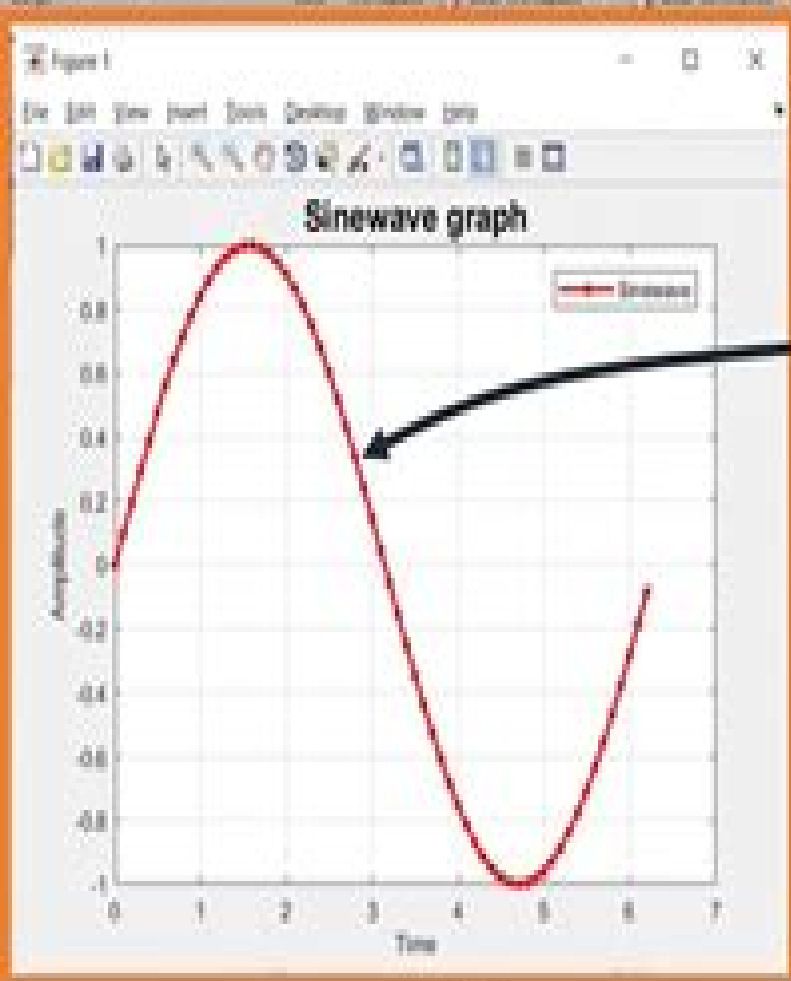 Figure 1
File Edit View Insert Tools Desktop Window Help
Sinewave graph
1
0.8
0.6
0.4
0.2
0
-0.2
-0.4
-0.6
-0.8
-1
Amplitude
Sinewave
0 1 2 3 4 5 6 7
Time